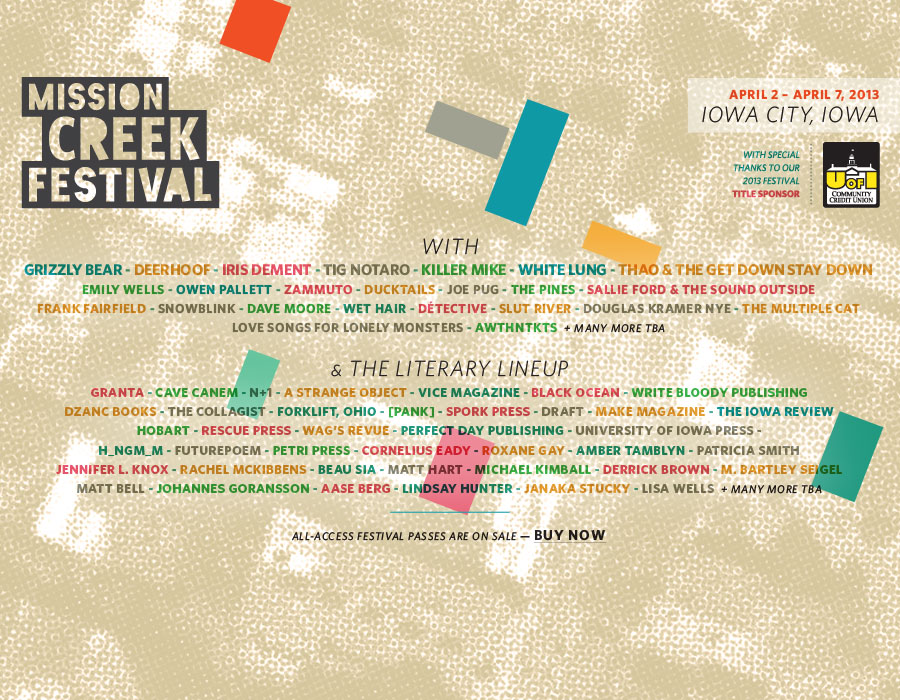 MISSION
CREEK
FESTIVAL
APRIL 2 – APRIL 7, 2013
IOWA CITY, IOWA
WITH SPECIAL
THANKS TO OUR
2013 FESTIVAL
TITLE SPONSOR
U of I
COMMUNITY
CREDIT UNION
WITH
GRIZZLY BEAR - DEERHOOF - IRIS DEMENT - TIG NOTARO - KILLER MIKE - WHITE LUNG - THAO & THE GET DOWN STAY DOWN
EMILY WELLS - OWEN PALLETT - ZAMMUTO - DUCKTAILS - JOE PUG - THE PINES - SALLIE FORD & THE SOUND OUTSIDE
FRANK FAIRFIELD - SNOWBLINK - DAVE MOORE - WET HAIR - DÉTECTIVE - SLUT RIVER - DOUGLAS KRAMER NYE - THE MULTIPLE CAT
LOVE SONGS FOR LONELY MONSTERS - AWTHNTKTS + MANY MORE TBA
& THE LITERARY LINEUP
GRANTA - CAVE CANEM - N+1 - A STRANGE OBJECT - VICE MAGAZINE - BLACK OCEAN - WRITE BLOODY PUBLISHING
DZANC BOOKS - THE COLLAGIST - FORKLIFT, OHIO - [PANK] - SPORK PRESS - DRAFT - MAKE MAGAZINE - THE IOWA REVIEW
HOBART - RESCUE PRESS - WAG'S REVUE - PERFECT DAY PUBLISHING - UNIVERSITY OF IOWA PRESS -
H_NGM_M - FUTUREPOEM - PETRI PRESS - CORNELIUS EADY - ROXANE GAY - AMBER TAMBLYN - PATRICIA SMITH
JENNIFER L. KNOX - RACHEL MCKIBBENS - BEAU SIA - MATT HART - MICHAEL KIMBALL - DERRICK BROWN - M. BARTLEY SEIGEL
MATT BELL - JOHANNES GORANSSON - AASE BERG - LINDSAY HUNTER - JANAKA STUCKY - LISA WELLS + MANY MORE TBA
ALL-ACCESS FESTIVAL PASSES ARE ON SALE — BUY NOW